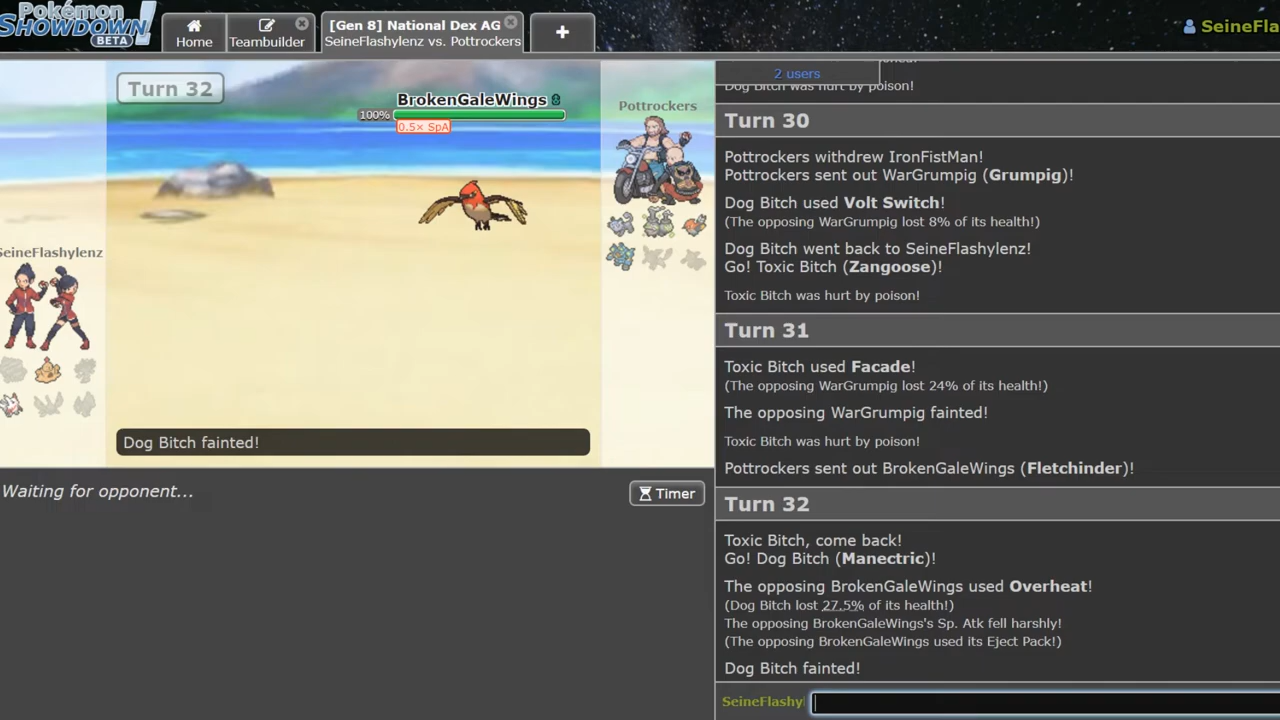 Pokémon
SHOWDOWN!
BETA
Home
Teambuilder
[Gen 8] National Dex AG
SeineFlashylenz vs. Pottrockers
SeineFla
Turn 32
BrokenGaleWings
100%
0.5× SpA
Pottrockers
SeineFlashylenz
Dog Bitch fainted!
Waiting for opponent...
Timer
2 users
Dog Bitch was hurt by poison!
Turn 30
Pottrockers withdrew IronFistMan!
Pottrockers sent out WarGrumpig (Grumpig)!
Dog Bitch used Volt Switch!
(The opposing WarGrumpig lost 8% of its health!)
Dog Bitch went back to SeineFlashylenz!
Go! Toxic Bitch (Zangoose)!
Toxic Bitch was hurt by poison!
Turn 31
Toxic Bitch used Facade!
(The opposing WarGrumpig lost 24% of its health!)
The opposing WarGrumpig fainted!
Toxic Bitch was hurt by poison!
Pottrockers sent out BrokenGaleWings (Fletchinder)!
Turn 32
Toxic Bitch, come back!
Go! Dog Bitch (Manectric)!
The opposing BrokenGaleWings used Overheat!
(Dog Bitch lost 27.5% of its health!)
The opposing BrokenGaleWings's Sp. Atk fell harshly!
(The opposing BrokenGaleWings used its Eject Pack!)
Dog Bitch fainted!
SeineFlashy